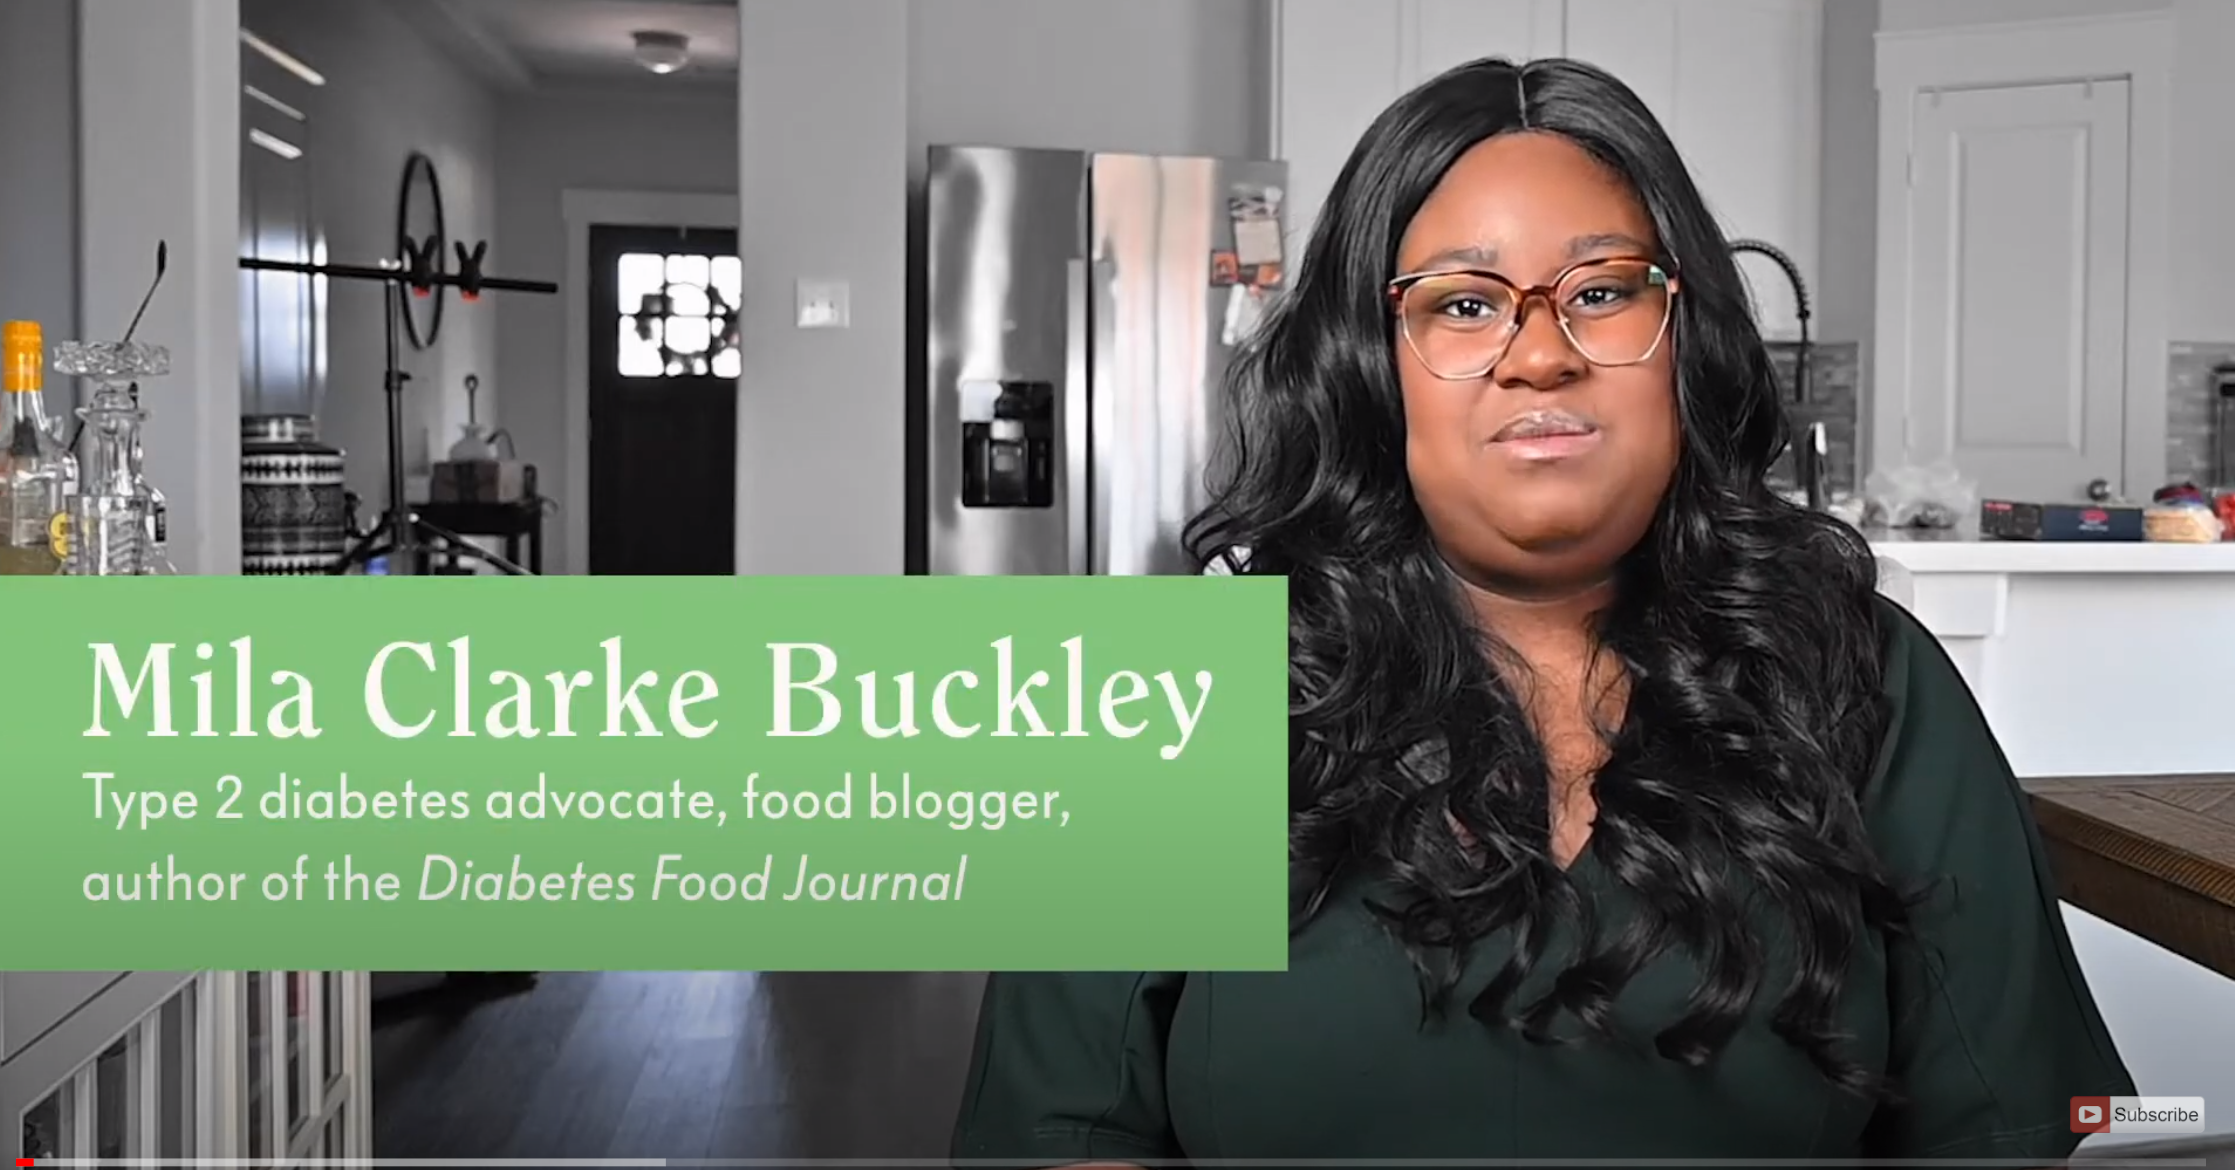 Mila Clarke Buckley
Type 2 diabetes advocate, food blogger,
author of the Diabetes Food Journal
Subscribe